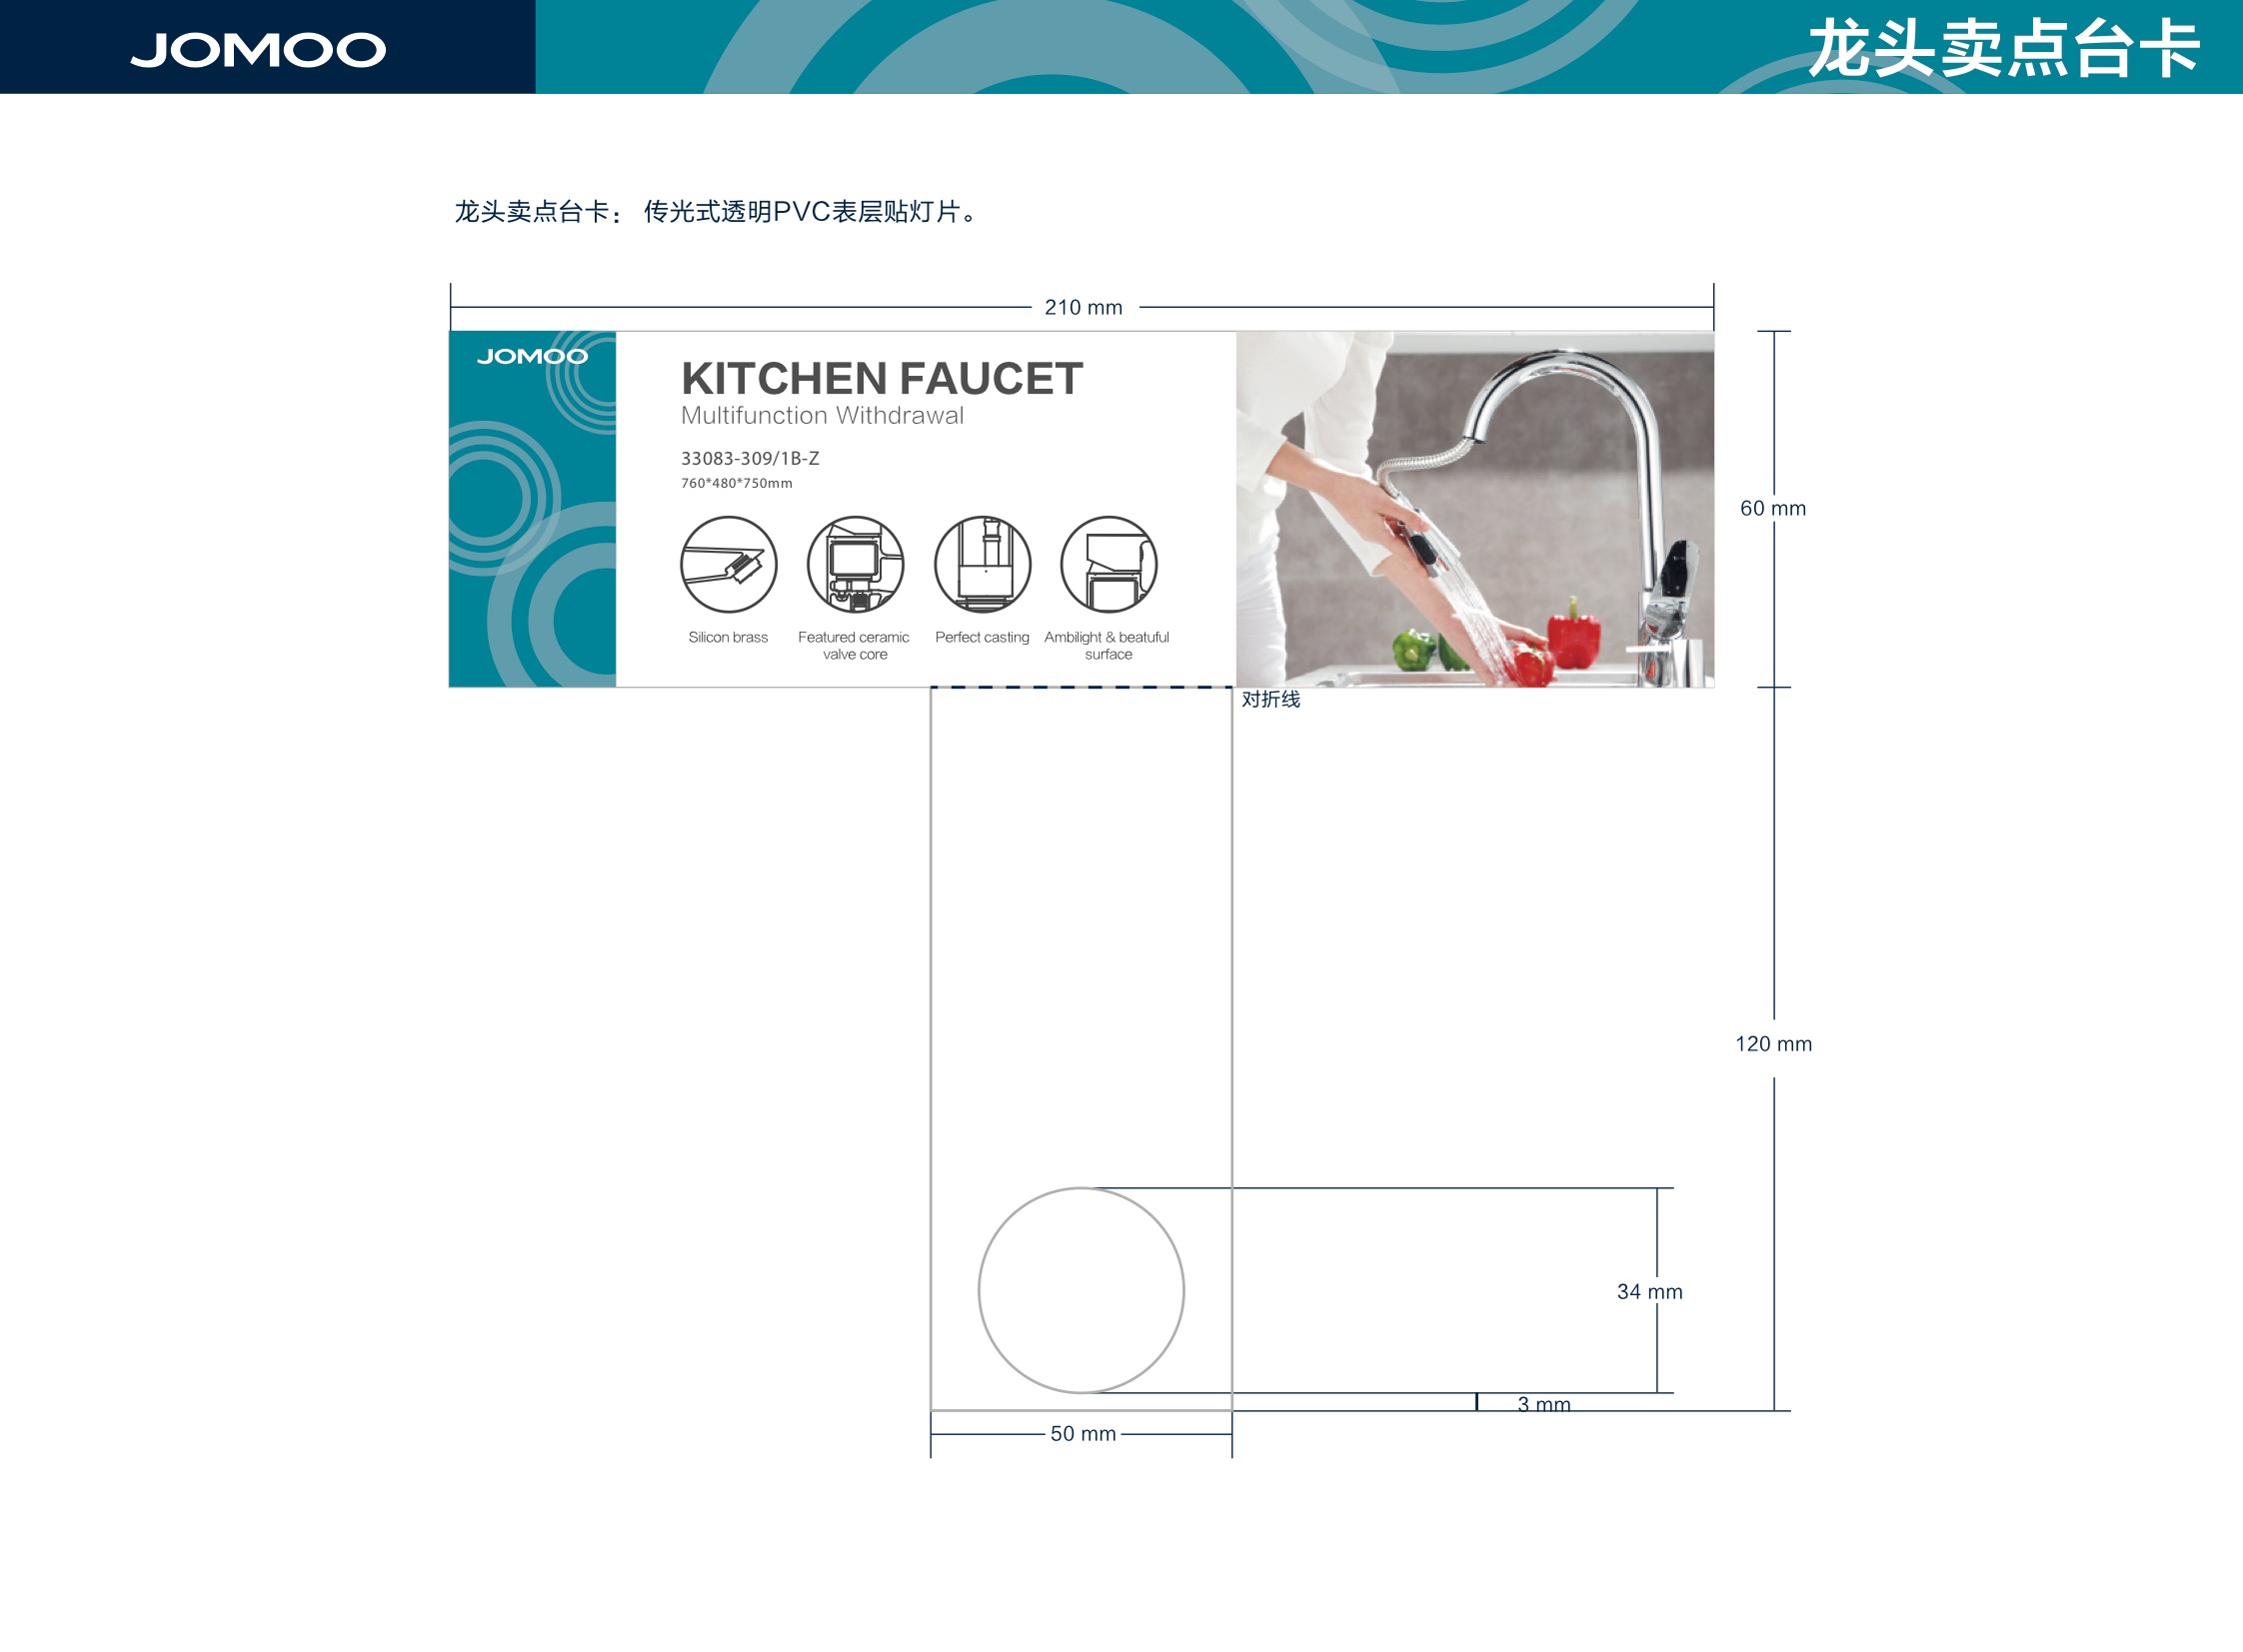 JOMOO
龙头卖点台卡
龙头卖点台卡： 传光式透明PVC表层贴灯片。
210 mm
JOMOO
KITCHEN FAUCET
Multifunction Withdrawal
33083-309/1B-Z
760*480*750mm
Silicon brass
Featured ceramic
valve core
Perfect casting
Ambilight & beatuful
surface
60 mm
对折线
120 mm
34 mm
3 mm
50 mm